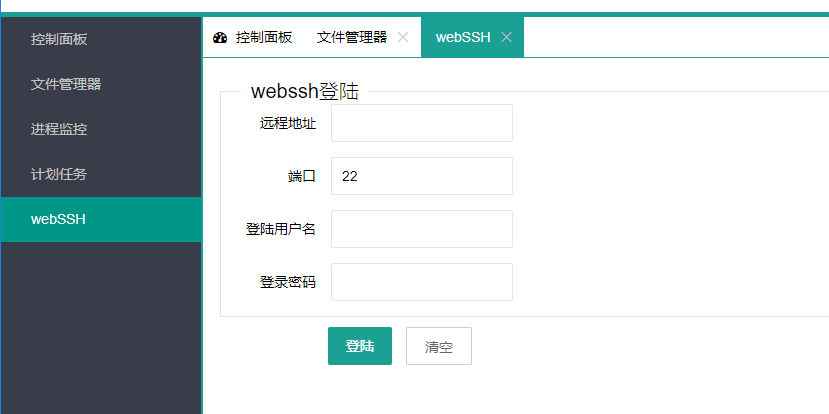 控制面板
文件管理器
进程监控
计划任务
webSSH
控制面板 文件管理器 webSSH
webssh登陆
远程地址
端口 22
登陆用户名
登录密码
登陆 清空